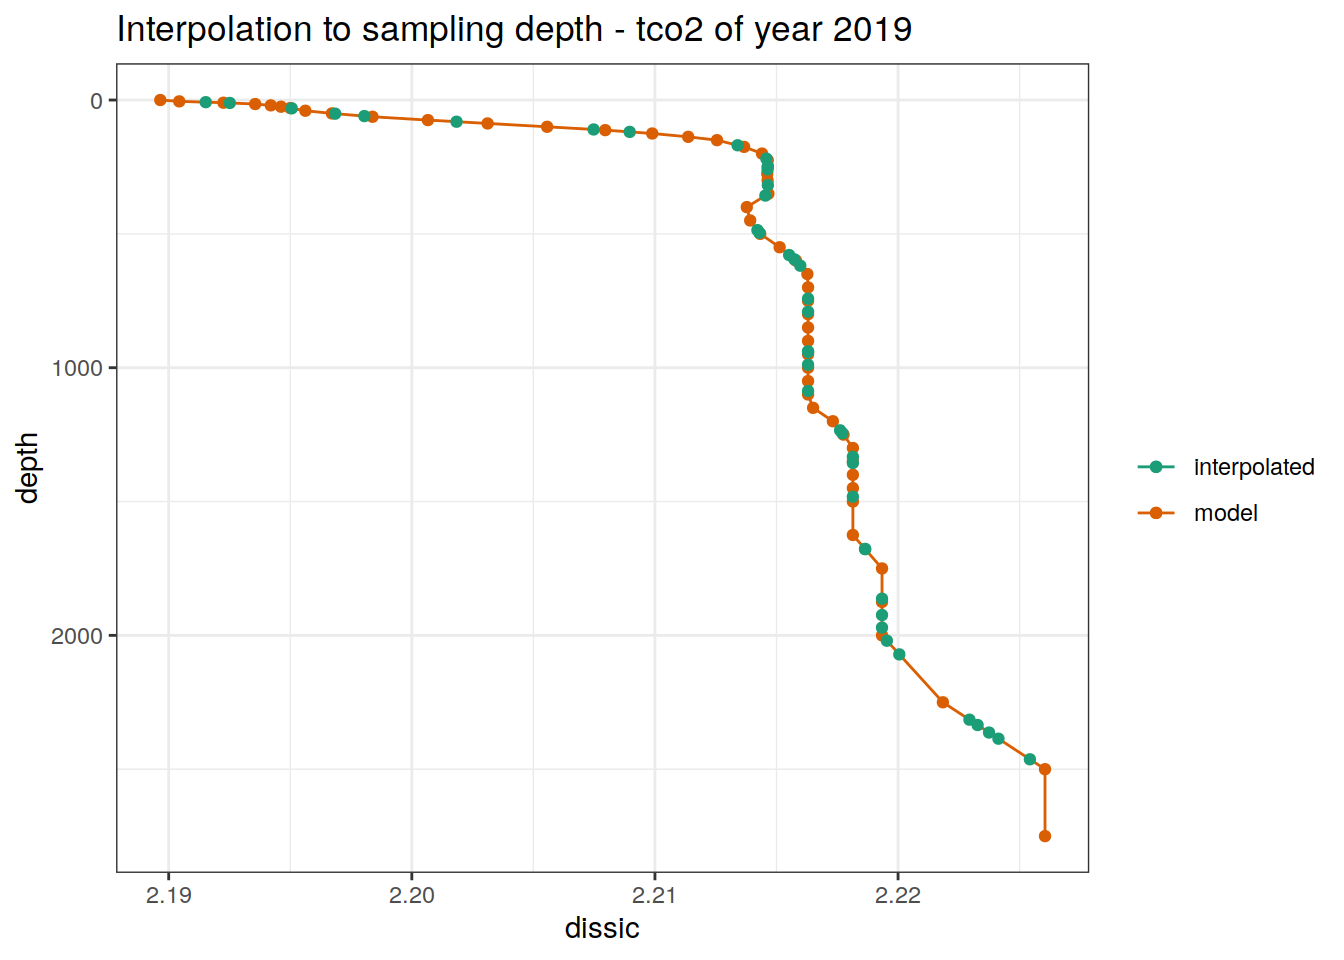 Interpolation to sampling depth - tco2 of year 2019
0
1000
2000
depth
2.19 2.20 2.21 2.22
dissic
interpolated
model